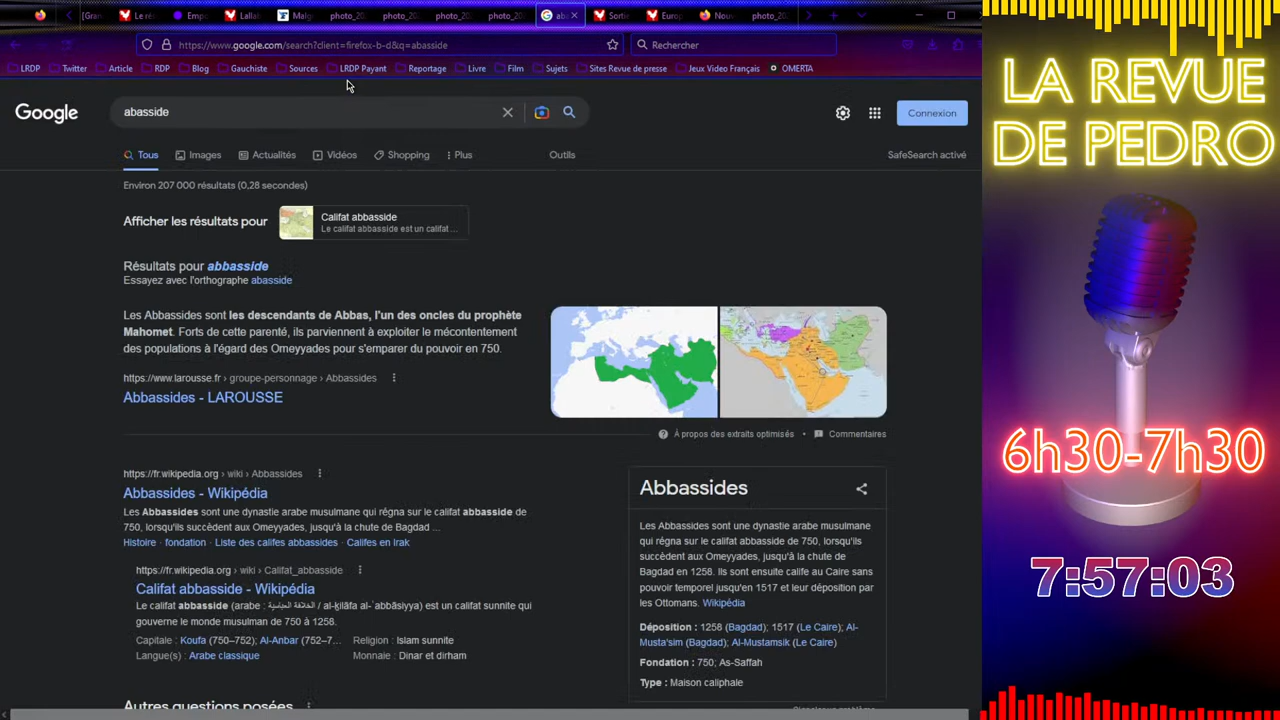 [Gran
Le ré
Emp
Lallal
Malg
photo_202
photo_202
photo_202
photo_202
ab
Sortie
Europ
Nouv
photo_202
https://www.google.com/search?client=firefox-b-d&q=abasside
Rechercher
LRDP
Twitter
Article
RDP
Blog
Gauchiste
Sources
LRDP Payant
Reportage
Livre
Film
Sujets
Sites Revue de presse
Jeux Video Français
OMERTA
Google
abasside
Connexion
Tous
Images
Actualités
Vidéos
Shopping
Plus
Outils
SafeSearch activé
Environ 207 000 résultats (0,28 secondes)
Afficher les résultats pour
Califat abbasside
Le califat abbasside est un califat ...
Résultats pour abbasside
Essayez avec l'orthographe abasside
Les Abbassides sont les descendants de Abbas, l'un des oncles du prophète
Mahomet. Forts de cette parenté, ils parviennent à exploiter le mécontentement
des populations à l'égard des Omeyyades pour s'emparer du pouvoir en 750.
https://www.larousse.fr › groupe-personnage › Abbassides
Abbassides - LAROUSSE
À propos des extraits optimisés • Commentaires
https://fr.wikipedia.org › wiki › Abbassides
Abbassides - Wikipédia
Les Abbassides sont une dynastie arabe musulmane qui régna sur le califat abbasside de
750, lorsqu'ils succèdent aux Omeyyades, jusqu'à la chute de Bagdad ...
Histoire · fondation · Liste des califes abbassides · Califes en Irak
https://fr.wikipedia.org › wiki › Califat_abbasside
Califat abbasside - Wikipédia
Le califat abbasside (arabe : الخلافة العباسية / al-ḵilāfa al-ʿabbāsiyya) est un califat sunnite qui
gouverne le monde musulman de 750 à 1258.
Capitale : Koufa (750–752); Al-Anbar (752–7...
Religion : Islam sunnite
Langue(s) : Arabe classique
Monnaie : Dinar et dirham
Autres questions posées
Abbassides
Les Abbassides sont une dynastie arabe musulmane
qui régna sur le califat abbasside de 750, lorsqu'ils
succèdent aux Omeyyades, jusqu'à la chute de
Bagdad en 1258. Ils sont ensuite calife au Caire sans
pouvoir temporel jusqu'en 1517 et leur déposition par
les Ottomans. Wikipédia
Déposition : 1258 (Bagdad); 1517 (Le Caire); Al-
Musta'sim (Bagdad); Al-Mustamsik (Le Caire)
Fondation : 750; As-Saffah
Type : Maison califale
LA REVUE
DE PEDRO
6h30-7h30
7:57:03